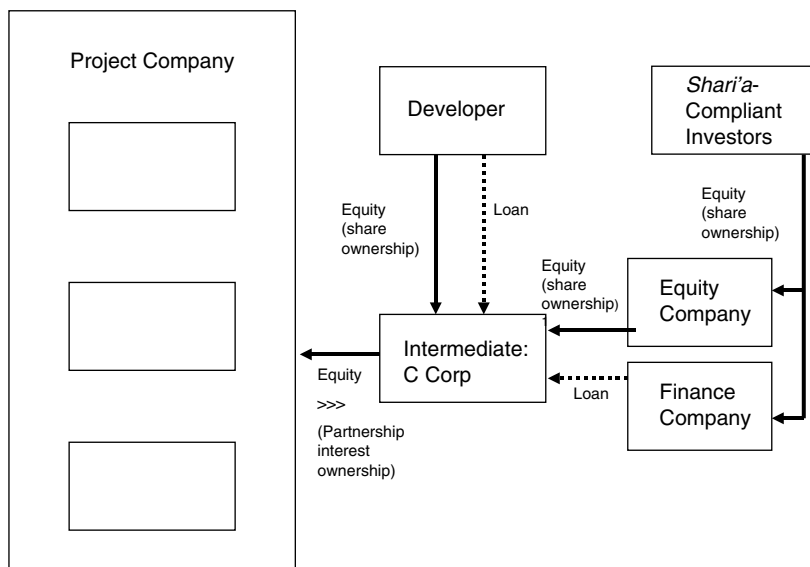 Project Company
Developer
Shari'a-
Compliant
Investors
Equity
(share
ownership)
Loan
Equity
(share
ownership)
Equity
(share
ownership)
Equity
Company
Intermediate:
C Corp
Equity
>>>
(Partnership
interest
ownership)
Loan
Finance
Company